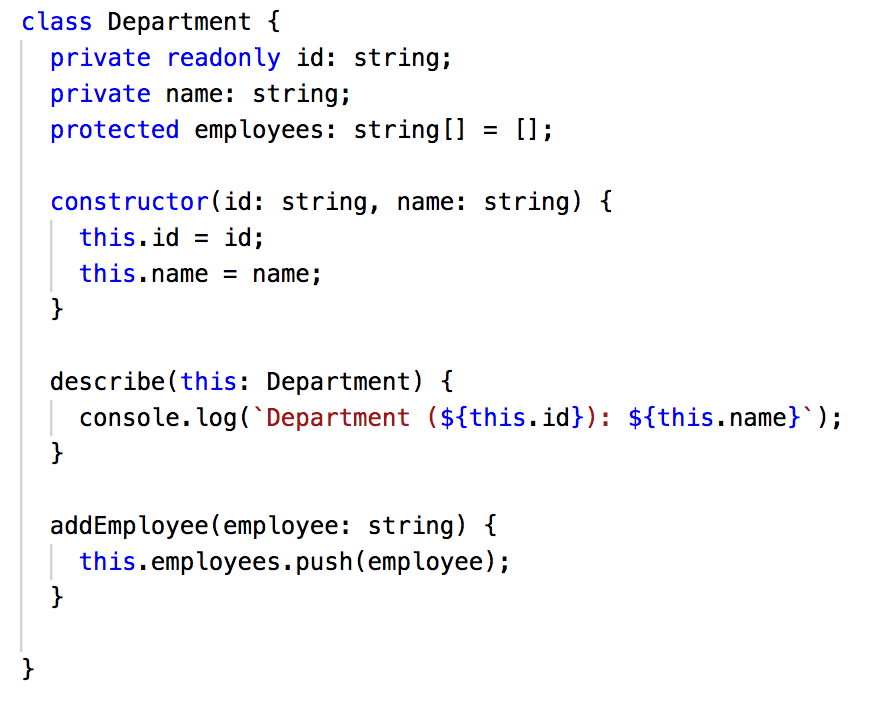 class Department {
  private readonly id: string;
  private name: string;
  protected employees: string[] = [];

  constructor(id: string, name: string) {
    this.id = id;
    this.name = name;
  }

  describe(this: Department) {
    console.log(`Department (${this.id}): ${this.name}`);
  }

  addEmployee(employee: string) {
    this.employees.push(employee);
  }

}